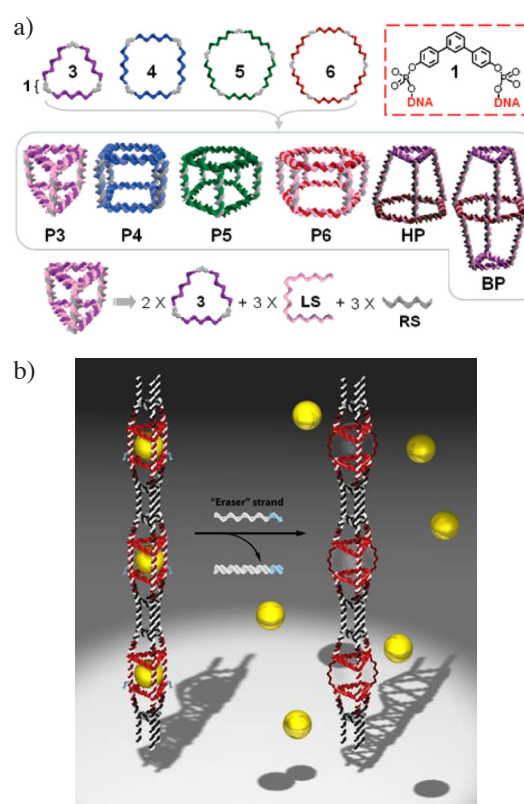 a)
3
4
5
6
1
1{
O
O
P
O
O
DNA
O
O
P
O
O
DNA
P3
P4
P5
P6
HP
BP
2 X
3
+ 3 X
LS
+ 3 X
RS
b)
"Eraser" strand